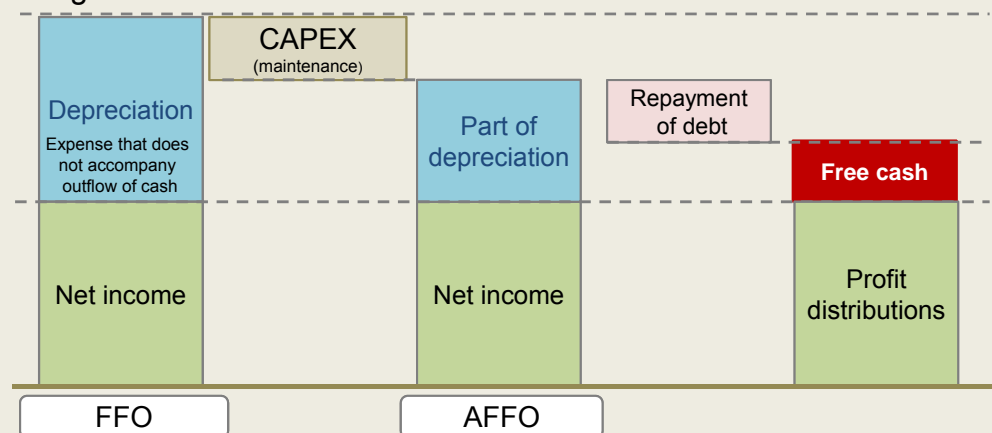 Depreciation
Expense that does
not accompany
outflow of cash
Net income
FFO
CAPEX
(maintenance)
Part of
depreciation
Net income
AFFO
Repayment
of debt
Free cash
Profit
distributions